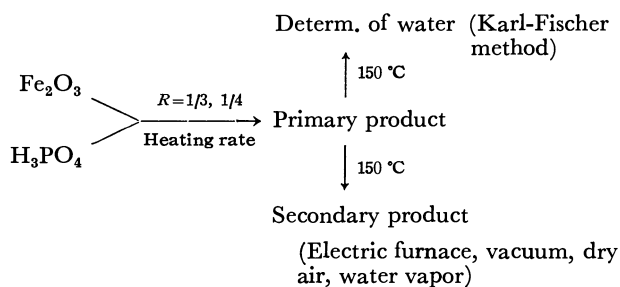 Determ. of water (Karl-Fischer
method)
150 °C
Fe₂O₃
R=1/3, 1/4
Primary product
Heating rate
H₃PO₄
150 °C
Secondary product
(Electric furnace, vacuum, dry
air, water vapor)